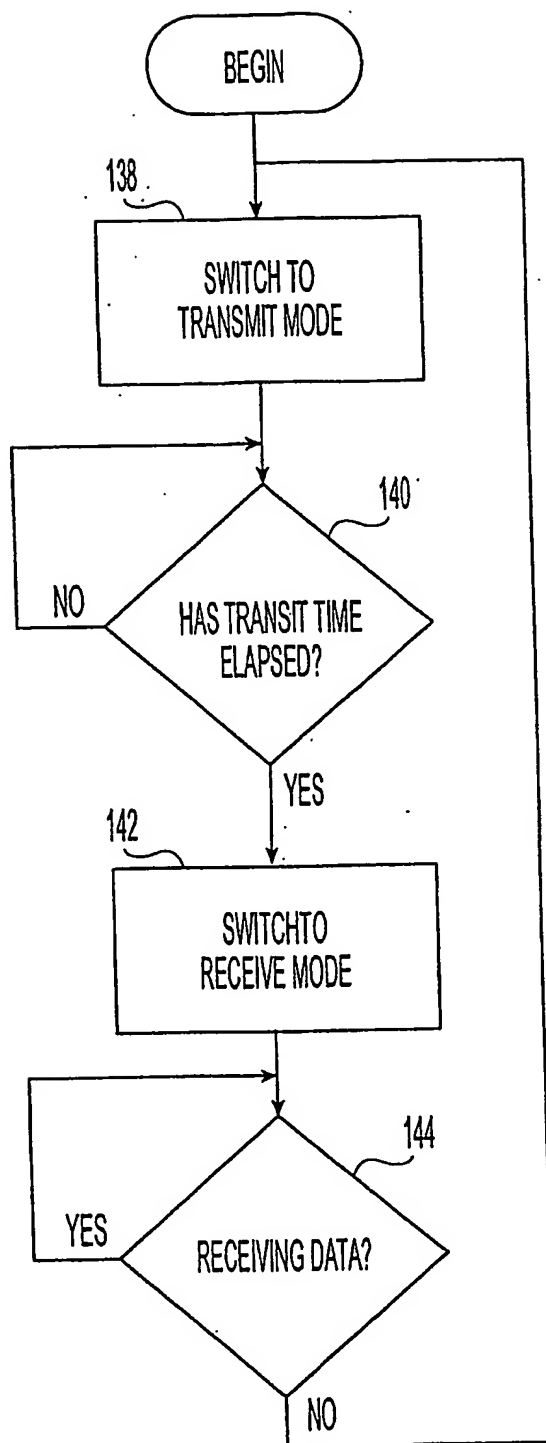 BEGIN
138
SWITCH TO
TRANSMIT MODE
140
NO
HAS TRANSIT TIME
ELAPSED?
YES
142
SWITCHTO
RECEIVE MODE
144
YES
RECEIVING DATA?
NO